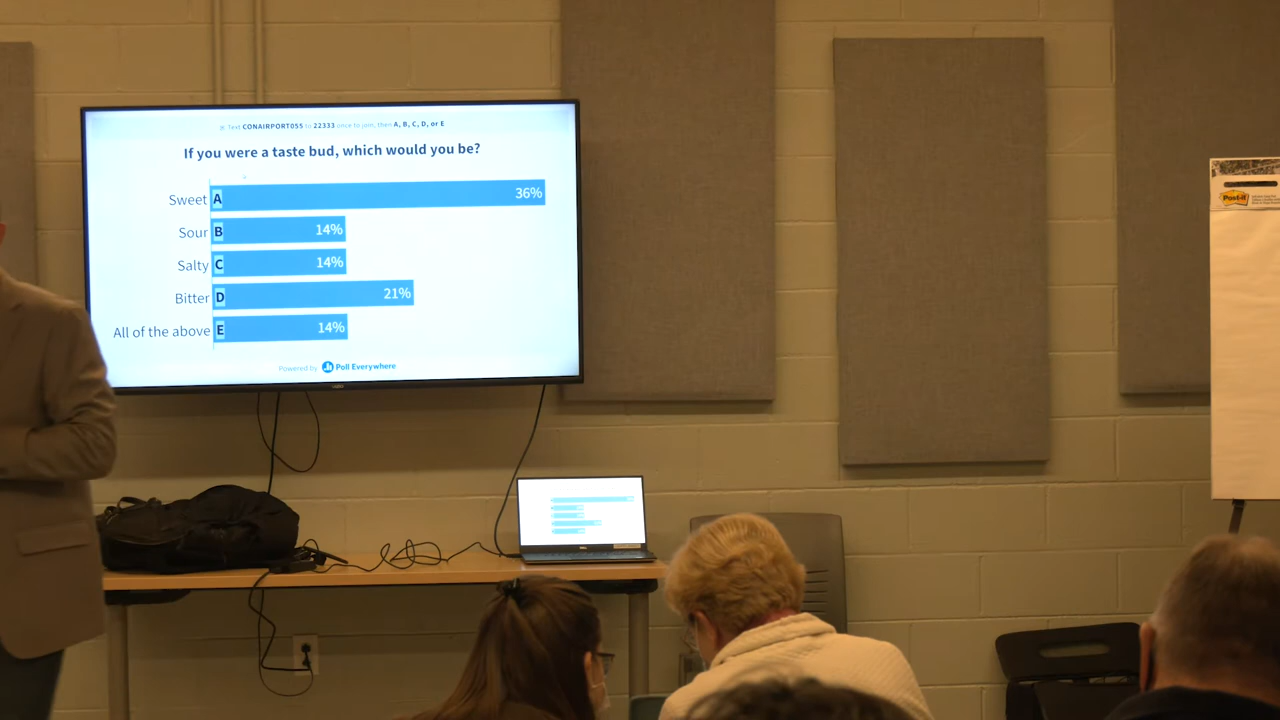 Text CONAIRPORT055 to 22333 once to join, then A, B, C, D, or E
If you were a taste bud, which would you be?
Sweet A 36%
Sour B 14%
Salty C 14%
Bitter D 21%
All of the above E 14%
Powered by Poll Everywhere
Post-it
DELL